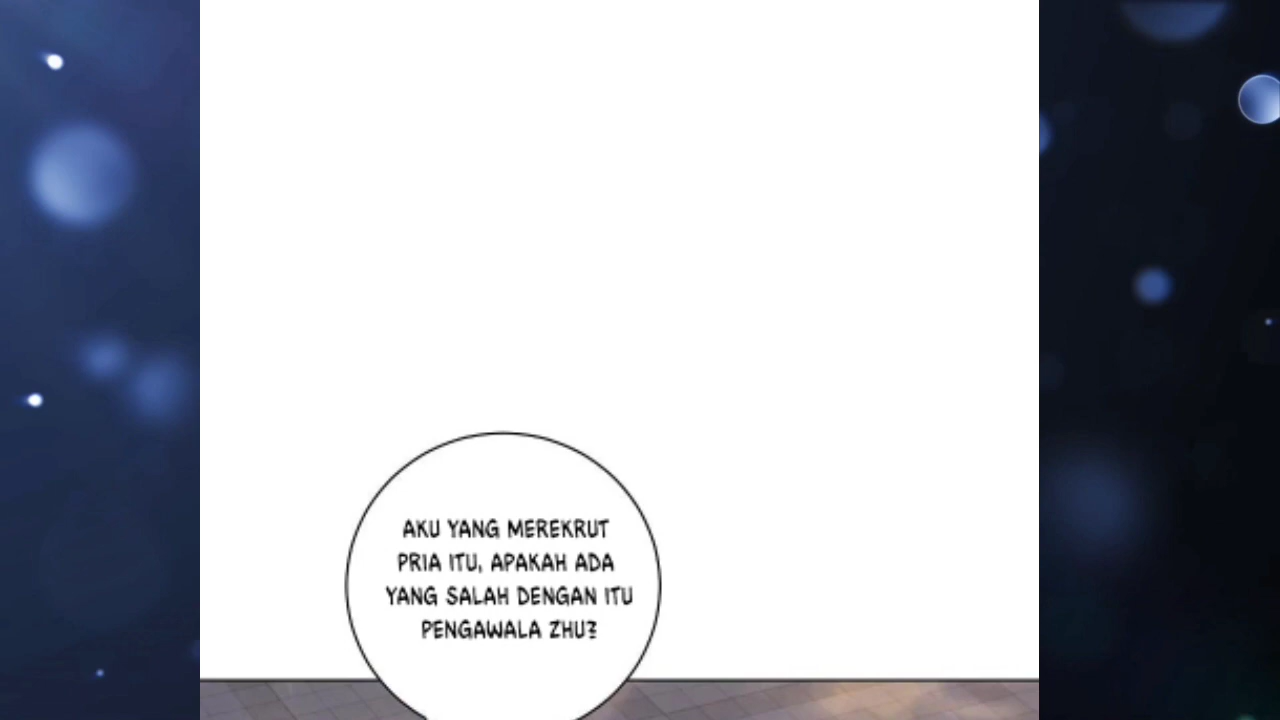 AKU YANG MEREKRUT
PRIA ITU, APAKAH ADA
YANG SALAH DENGAN ITU
PENGAWALA ZHU?